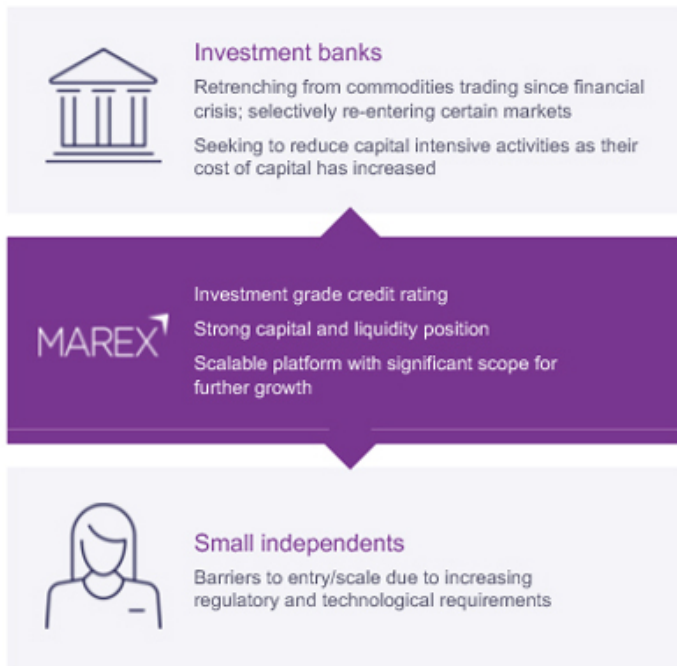 Investment banks
Retrenching from commodities trading since financial
crisis; selectively re-entering certain markets
Seeking to reduce capital intensive activities as their
cost of capital has increased
MAREX
Investment grade credit rating
Strong capital and liquidity position
Scalable platform with significant scope for
further growth
Small independents
Barriers to entry/scale due to increasing
regulatory and technological requirements